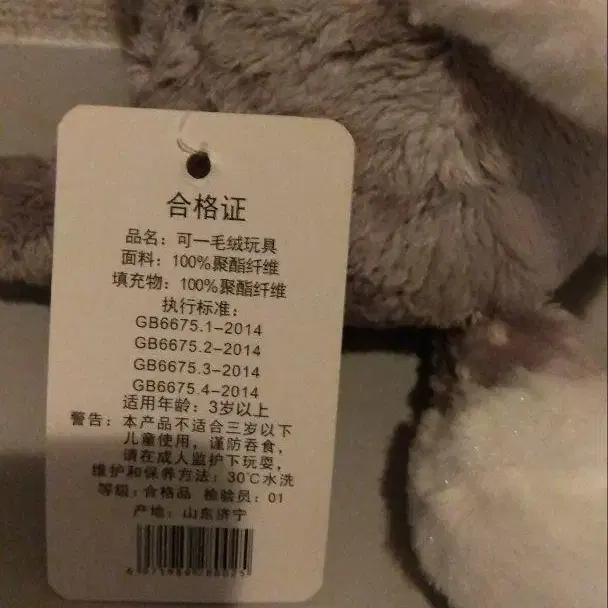 合格证
品名：可一毛绒玩具
面料：100%聚酯纤维
填充物：100%聚酯纤维
执行标准：
GB6675.1-2014
GB6675.2-2014
GB6675.3-2014
GB6675.4-2014
适用年龄：3岁以上
警告：本产品不适合三岁以下
儿童使用，谨防吞食，
请在成人监护下玩耍，
维护和保养方法：30℃水洗
等级：合格品 检验员：01
产地：山东济宁